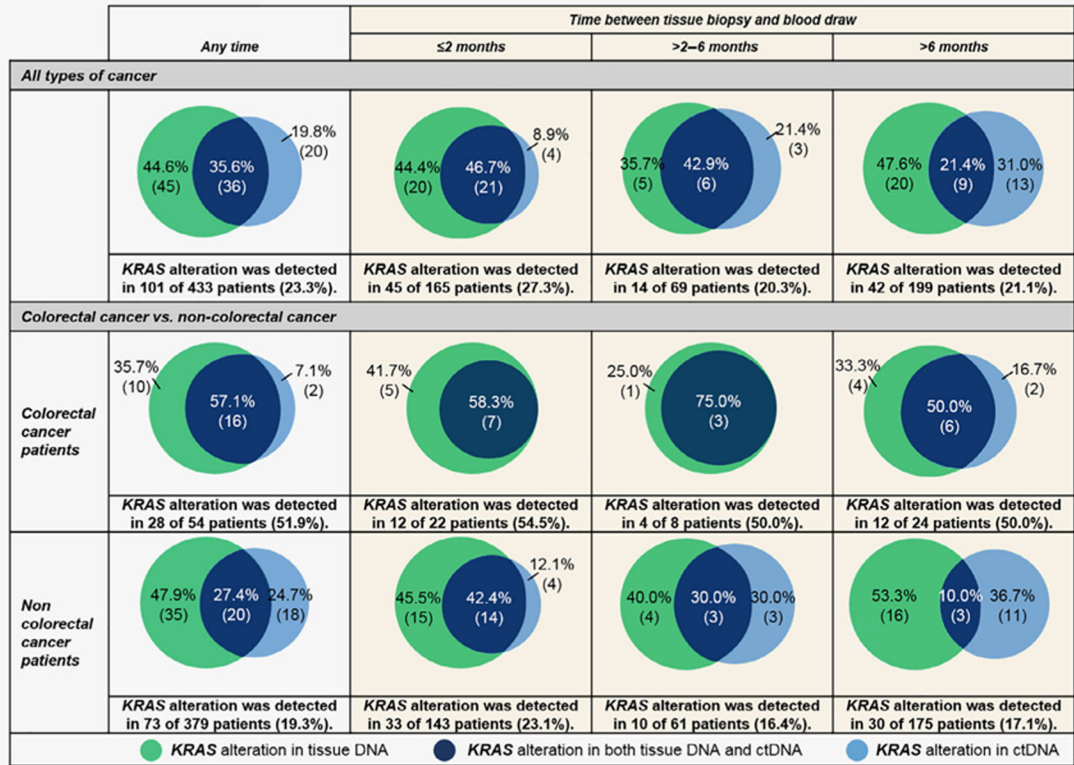 Time between tissue biopsy and blood draw
Any time
≤2 months
>2–6 months
>6 months
All types of cancer
44.6%
(45)
35.6%
(36)
19.8%
(20)
44.4%
(20)
46.7%
(21)
8.9%
(4)
35.7%
(5)
42.9%
(6)
21.4%
(3)
47.6%
(20)
21.4%
(9)
31.0%
(13)
KRAS alteration was detected
in 101 of 433 patients (23.3%).
KRAS alteration was detected
in 45 of 165 patients (27.3%).
KRAS alteration was detected
in 14 of 69 patients (20.3%).
KRAS alteration was detected
in 42 of 199 patients (21.1%).
Colorectal cancer vs. non-colorectal cancer
Colorectal
cancer
patients
35.7%
(10)
57.1%
(16)
7.1%
(2)
41.7%
(5)
58.3%
(7)
25.0%
(1)
75.0%
(3)
33.3%
(4)
50.0%
(6)
16.7%
(2)
KRAS alteration was detected
in 28 of 54 patients (51.9%).
KRAS alteration was detected
in 12 of 22 patients (54.5%).
KRAS alteration was detected
in 4 of 8 patients (50.0%).
KRAS alteration was detected
in 12 of 24 patients (50.0%).
Non
colorectal
cancer
patients
47.9%
(35)
27.4%
(20)
24.7%
(18)
45.5%
(15)
42.4%
(14)
12.1%
(4)
40.0%
(4)
30.0%
(3)
30.0%
(3)
53.3%
(16)
10.0%
(3)
36.7%
(11)
KRAS alteration was detected
in 73 of 379 patients (19.3%).
KRAS alteration was detected
in 33 of 143 patients (23.1%).
KRAS alteration was detected
in 10 of 61 patients (16.4%).
KRAS alteration was detected
in 30 of 175 patients (17.1%).
KRAS alteration in tissue DNA
KRAS alteration in both tissue DNA and ctDNA
KRAS alteration in ctDNA